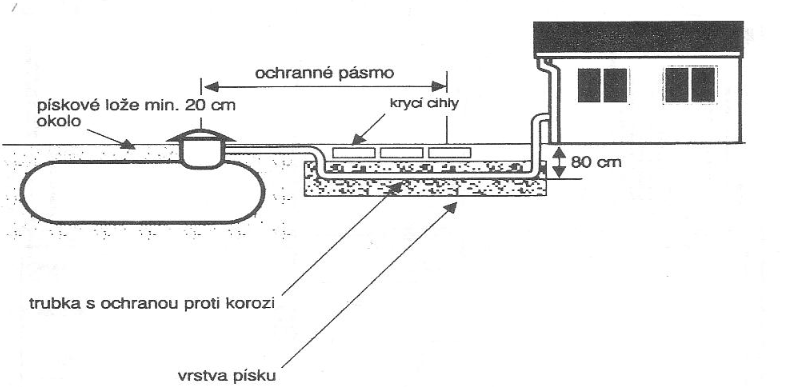 ochranné pásmo
pískové lože min. 20 cm
okolo
krycí cihly
80 cm
trubka s ochranou proti korozi
vrstva písku